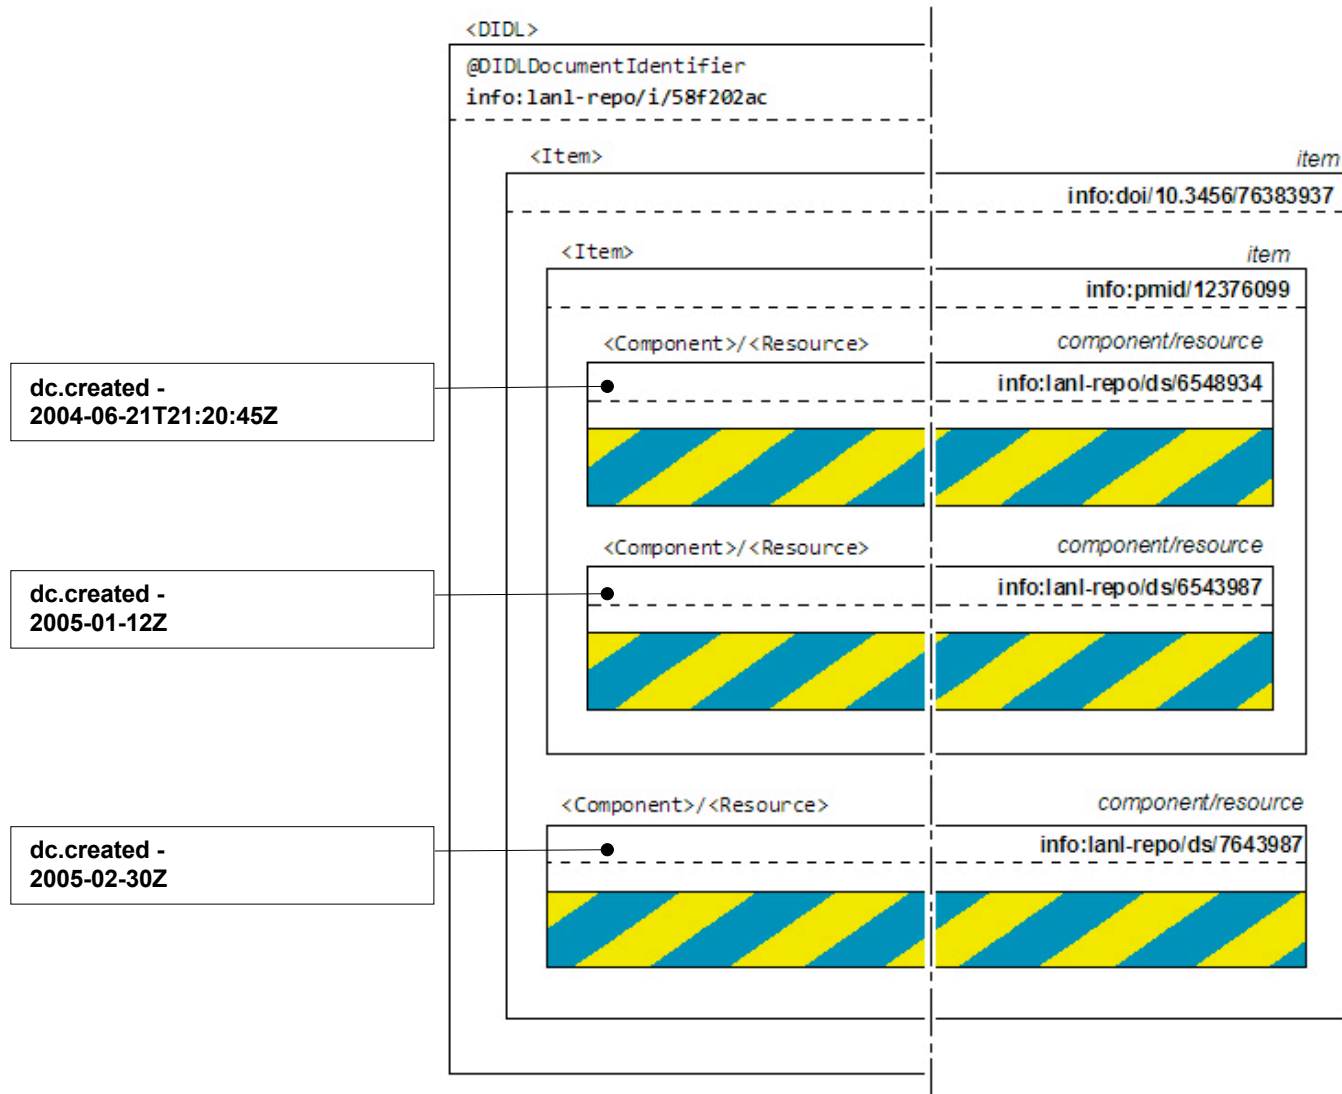 <DIDL>
@DIDLDocumentIdentifier
info:lanl-repo/i/58f202ac
<Item> item
info:doi/10.3456/76383937
<Item> item
info:pmid/12376099
<Component>/<Resource> component/resource
info:lanl-repo/ds/6548934
dc.created -
2004-06-21T21:20:45Z
<Component>/<Resource> component/resource
info:lanl-repo/ds/6543987
dc.created -
2005-01-12Z
<Component>/<Resource> component/resource
info:lanl-repo/ds/7643987
dc.created -
2005-02-30Z